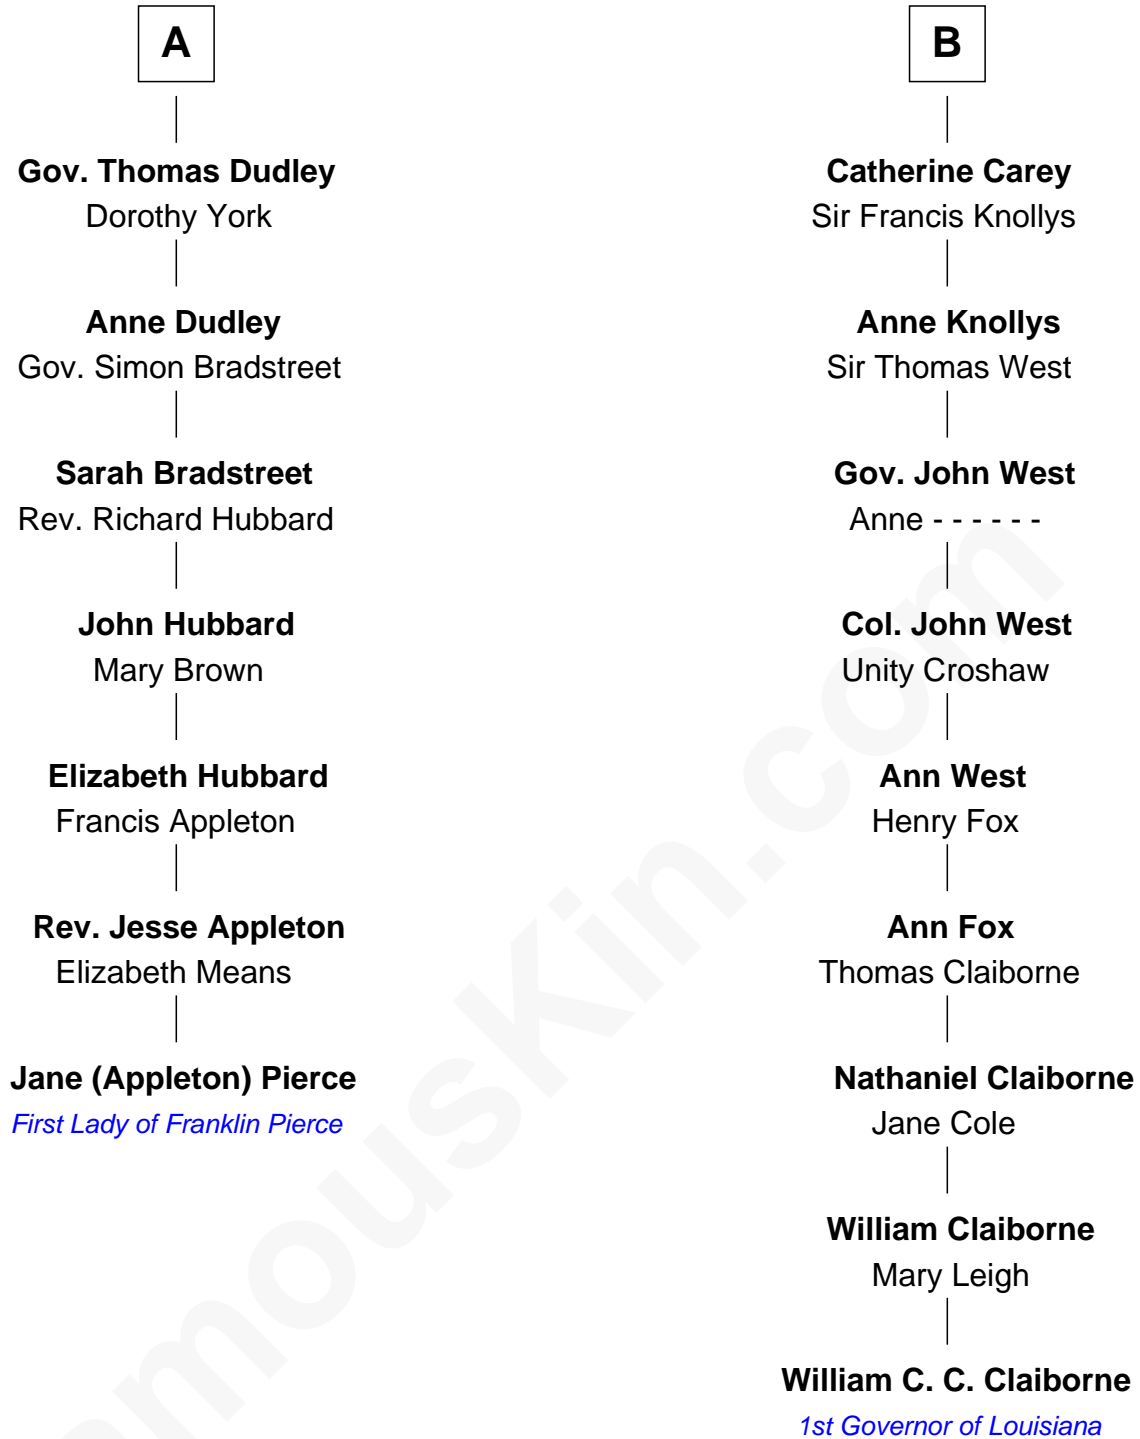 A
Gov. Thomas Dudley
Dorothy York
Anne Dudley
Gov. Simon Bradstreet
Sarah Bradstreet
Rev. Richard Hubbard
John Hubbard
Mary Brown
Elizabeth Hubbard
Francis Appleton
Rev. Jesse Appleton
Elizabeth Means
Jane (Appleton) Pierce
First Lady of Franklin Pierce
B
Catherine Carey
Sir Francis Knollys
Anne Knollys
Sir Thomas West
Gov. John West
Anne - - - - - -
Col. John West
Unity Croshaw
Ann West
Henry Fox
Ann Fox
Thomas Claiborne
Nathaniel Claiborne
Jane Cole
William Claiborne
Mary Leigh
William C. C. Claiborne
1st Governor of Louisiana
amousKin.com